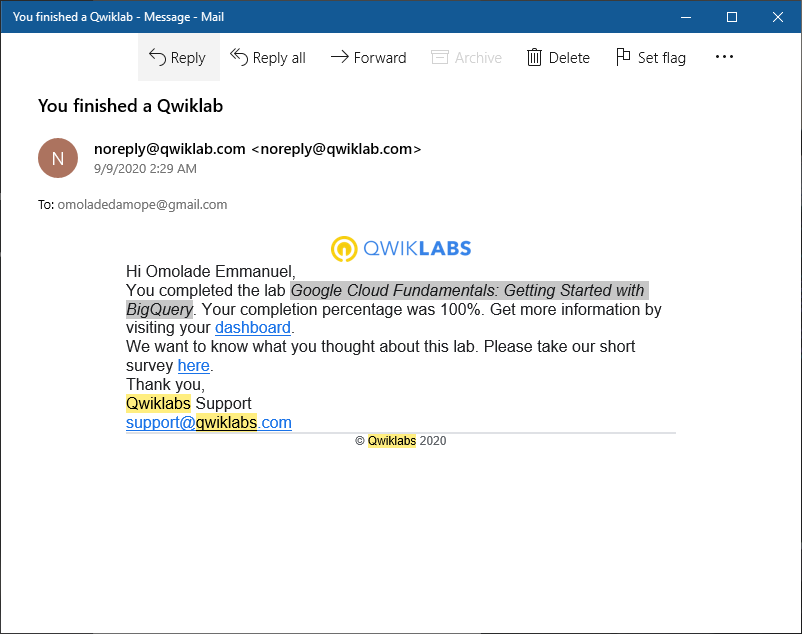 You finished a Qwiklab - Message - Mail
Reply Reply all Forward Archive Delete Set flag ...
You finished a Qwiklab
N
noreply@qwiklab.com <noreply@qwiklab.com>
9/9/2020 2:29 AM
To: omoladedamope@gmail.com
QWIKLABS
Hi Omolade Emmanuel,
You completed the lab Google Cloud Fundamentals: Getting Started with
BigQuery. Your completion percentage was 100%. Get more information by
visiting your dashboard.
We want to know what you thought about this lab. Please take our short
survey here.
Thank you,
Qwiklabs Support
support@qwiklabs.com
© Qwiklabs 2020